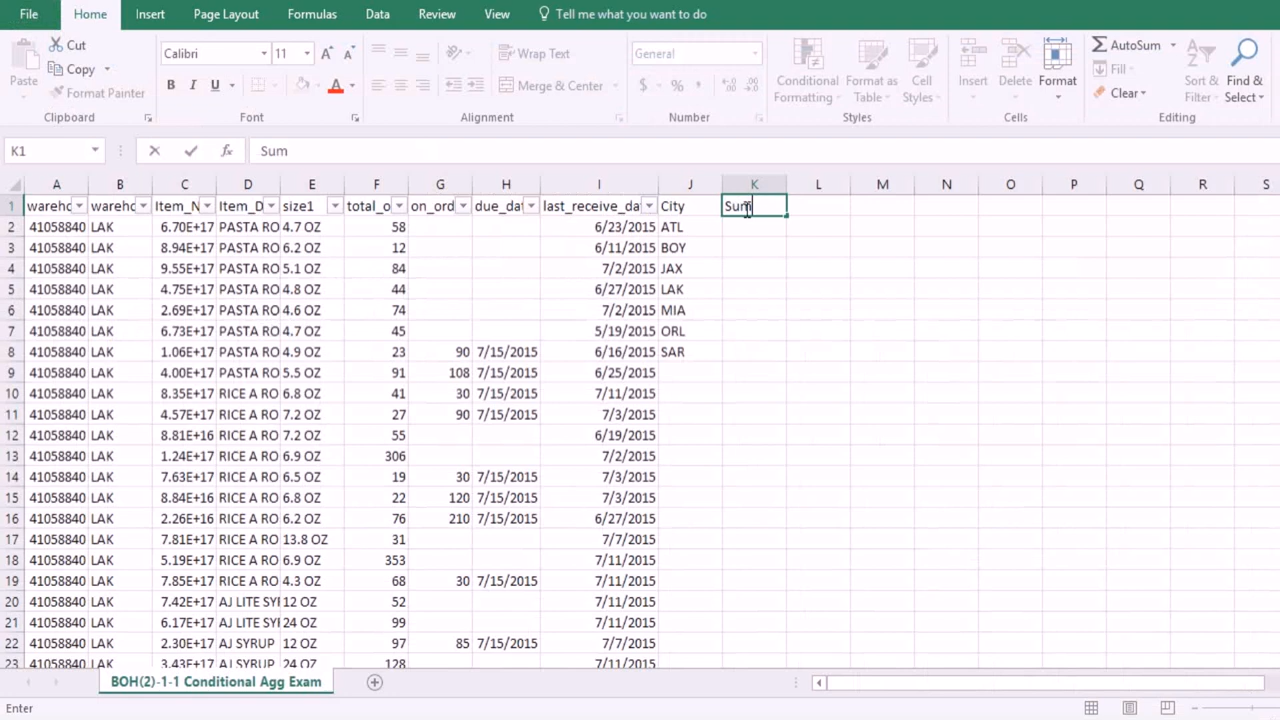 File Home Insert Page Layout Formulas Data Review View Tell me what you want to do
Paste Cut Copy Format Painter Clipboard
Calibri 11 B I U A Font
Wrap Text Merge & Center Alignment
General $ % Number
Conditional Formatting Format as Table Cell Styles Styles
Insert Delete Format Cells
AutoSum Fill Clear Sort & Filter Find & Select Editing
K1 fx Sum
A B C D E F G H I J K L M N O P Q R S
1 wareho wareho Item_N Item_D size1 total_o on_ord due_dat last_receive_da City Sum
2 41058840 LAK 6.70E+17 PASTA RO 4.7 OZ 58 6/23/2015 ATL
3 41058840 LAK 8.94E+17 PASTA RO 6.2 OZ 12 6/11/2015 BOY
4 41058840 LAK 9.55E+17 PASTA RO 5.1 OZ 84 7/2/2015 JAX
5 41058840 LAK 4.75E+17 PASTA RO 4.8 OZ 44 6/27/2015 LAK
6 41058840 LAK 2.69E+17 PASTA RO 4.6 OZ 74 7/2/2015 MIA
7 41058840 LAK 6.73E+17 PASTA RO 4.7 OZ 45 5/19/2015 ORL
8 41058840 LAK 1.06E+17 PASTA RO 4.9 OZ 23 90 7/15/2015 6/16/2015 SAR
9 41058840 LAK 4.00E+17 PASTA RO 5.5 OZ 91 108 7/15/2015 6/25/2015
10 41058840 LAK 8.35E+17 RICE A RO 6.8 OZ 41 30 7/15/2015 7/11/2015
11 41058840 LAK 4.57E+17 RICE A RO 7.2 OZ 27 90 7/15/2015 7/3/2015
12 41058840 LAK 8.81E+16 RICE A RO 7.2 OZ 55 6/19/2015
13 41058840 LAK 1.24E+17 RICE A RO 6.9 OZ 306 7/2/2015
14 41058840 LAK 7.63E+17 RICE A RO 6.5 OZ 19 30 7/15/2015 7/3/2015
15 41058840 LAK 8.84E+16 RICE A RO 6.8 OZ 22 120 7/15/2015 7/3/2015
16 41058840 LAK 2.26E+16 RICE A RO 6.2 OZ 76 210 7/15/2015 6/27/2015
17 41058840 LAK 7.81E+17 RICE A RO 13.8 OZ 31 7/7/2015
18 41058840 LAK 5.19E+17 RICE A RO 6.9 OZ 353 7/11/2015
19 41058840 LAK 7.85E+17 RICE A RO 4.3 OZ 68 30 7/15/2015 7/11/2015
20 41058840 LAK 7.42E+17 AJ LITE SYI 12 OZ 52 7/11/2015
21 41058840 LAK 6.17E+17 AJ LITE SYI 24 OZ 99 7/11/2015
22 41058840 LAK 2.30E+17 AJ SYRUP 12 OZ 97 85 7/15/2015 7/7/2015
23 41058840 LAK 3.43E+17 AJ SYRUP 24 OZ 128 7/11/2015
BOH(2)-1-1 Conditional Agg Exam
Enter